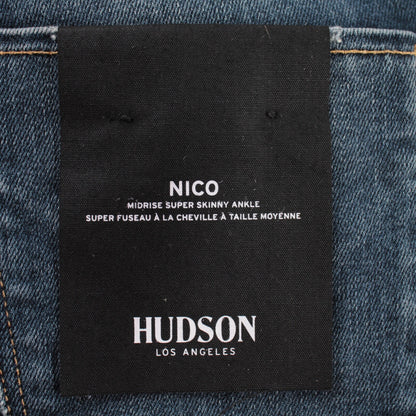 NICO
MIDRISE SUPER SKINNY ANKLE
SUPER FUSEAU À LA CHEVILLE À TAILLE MOYENNE
HUDSON
LOS ANGELES